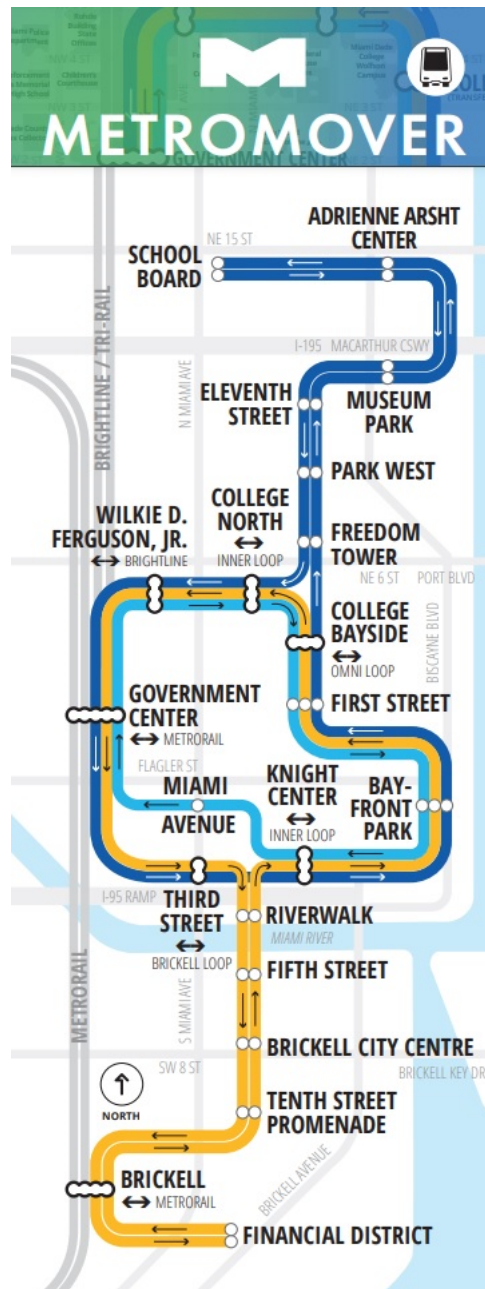 METROMOVER
GOVERNMENT CENTER
NE 15 ST
ADRIENNE ARSHT
CENTER
SCHOOL
BOARD
BRIGHTLINE / TRI-RAIL
N MIAMI AVE
I-195 MACARTHUR CSWY
ELEVENTH
STREET
MUSEUM
PARK
PARK WEST
COLLEGE
NORTH
INNER LOOP
WILKIE D.
FERGUSON, JR.
BRIGHTLINE
FREEDOM
TOWER
NE 6 ST PORT BLVD
BISCAYNE BLVD
COLLEGE
BAYSIDE
OMNI LOOP
GOVERNMENT
CENTER
METRORAIL
FIRST STREET
FLAGLER ST
MIAMI
AVENUE
KNIGHT
CENTER
INNER LOOP
BAY-
FRONT
PARK
I-95 RAMP
THIRD
STREET
BRICKELL LOOP
RIVERWALK
MIAMI RIVER
METRORAIL
S MIAMI AVE
FIFTH STREET
BRICKELL CITY CENTRE
SW 8 ST
BRICKELL KEY DR
NORTH
TENTH STREET
PROMENADE
BRICKELL
METRORAIL
BRICKELL AVENUE
FINANCIAL DISTRICT